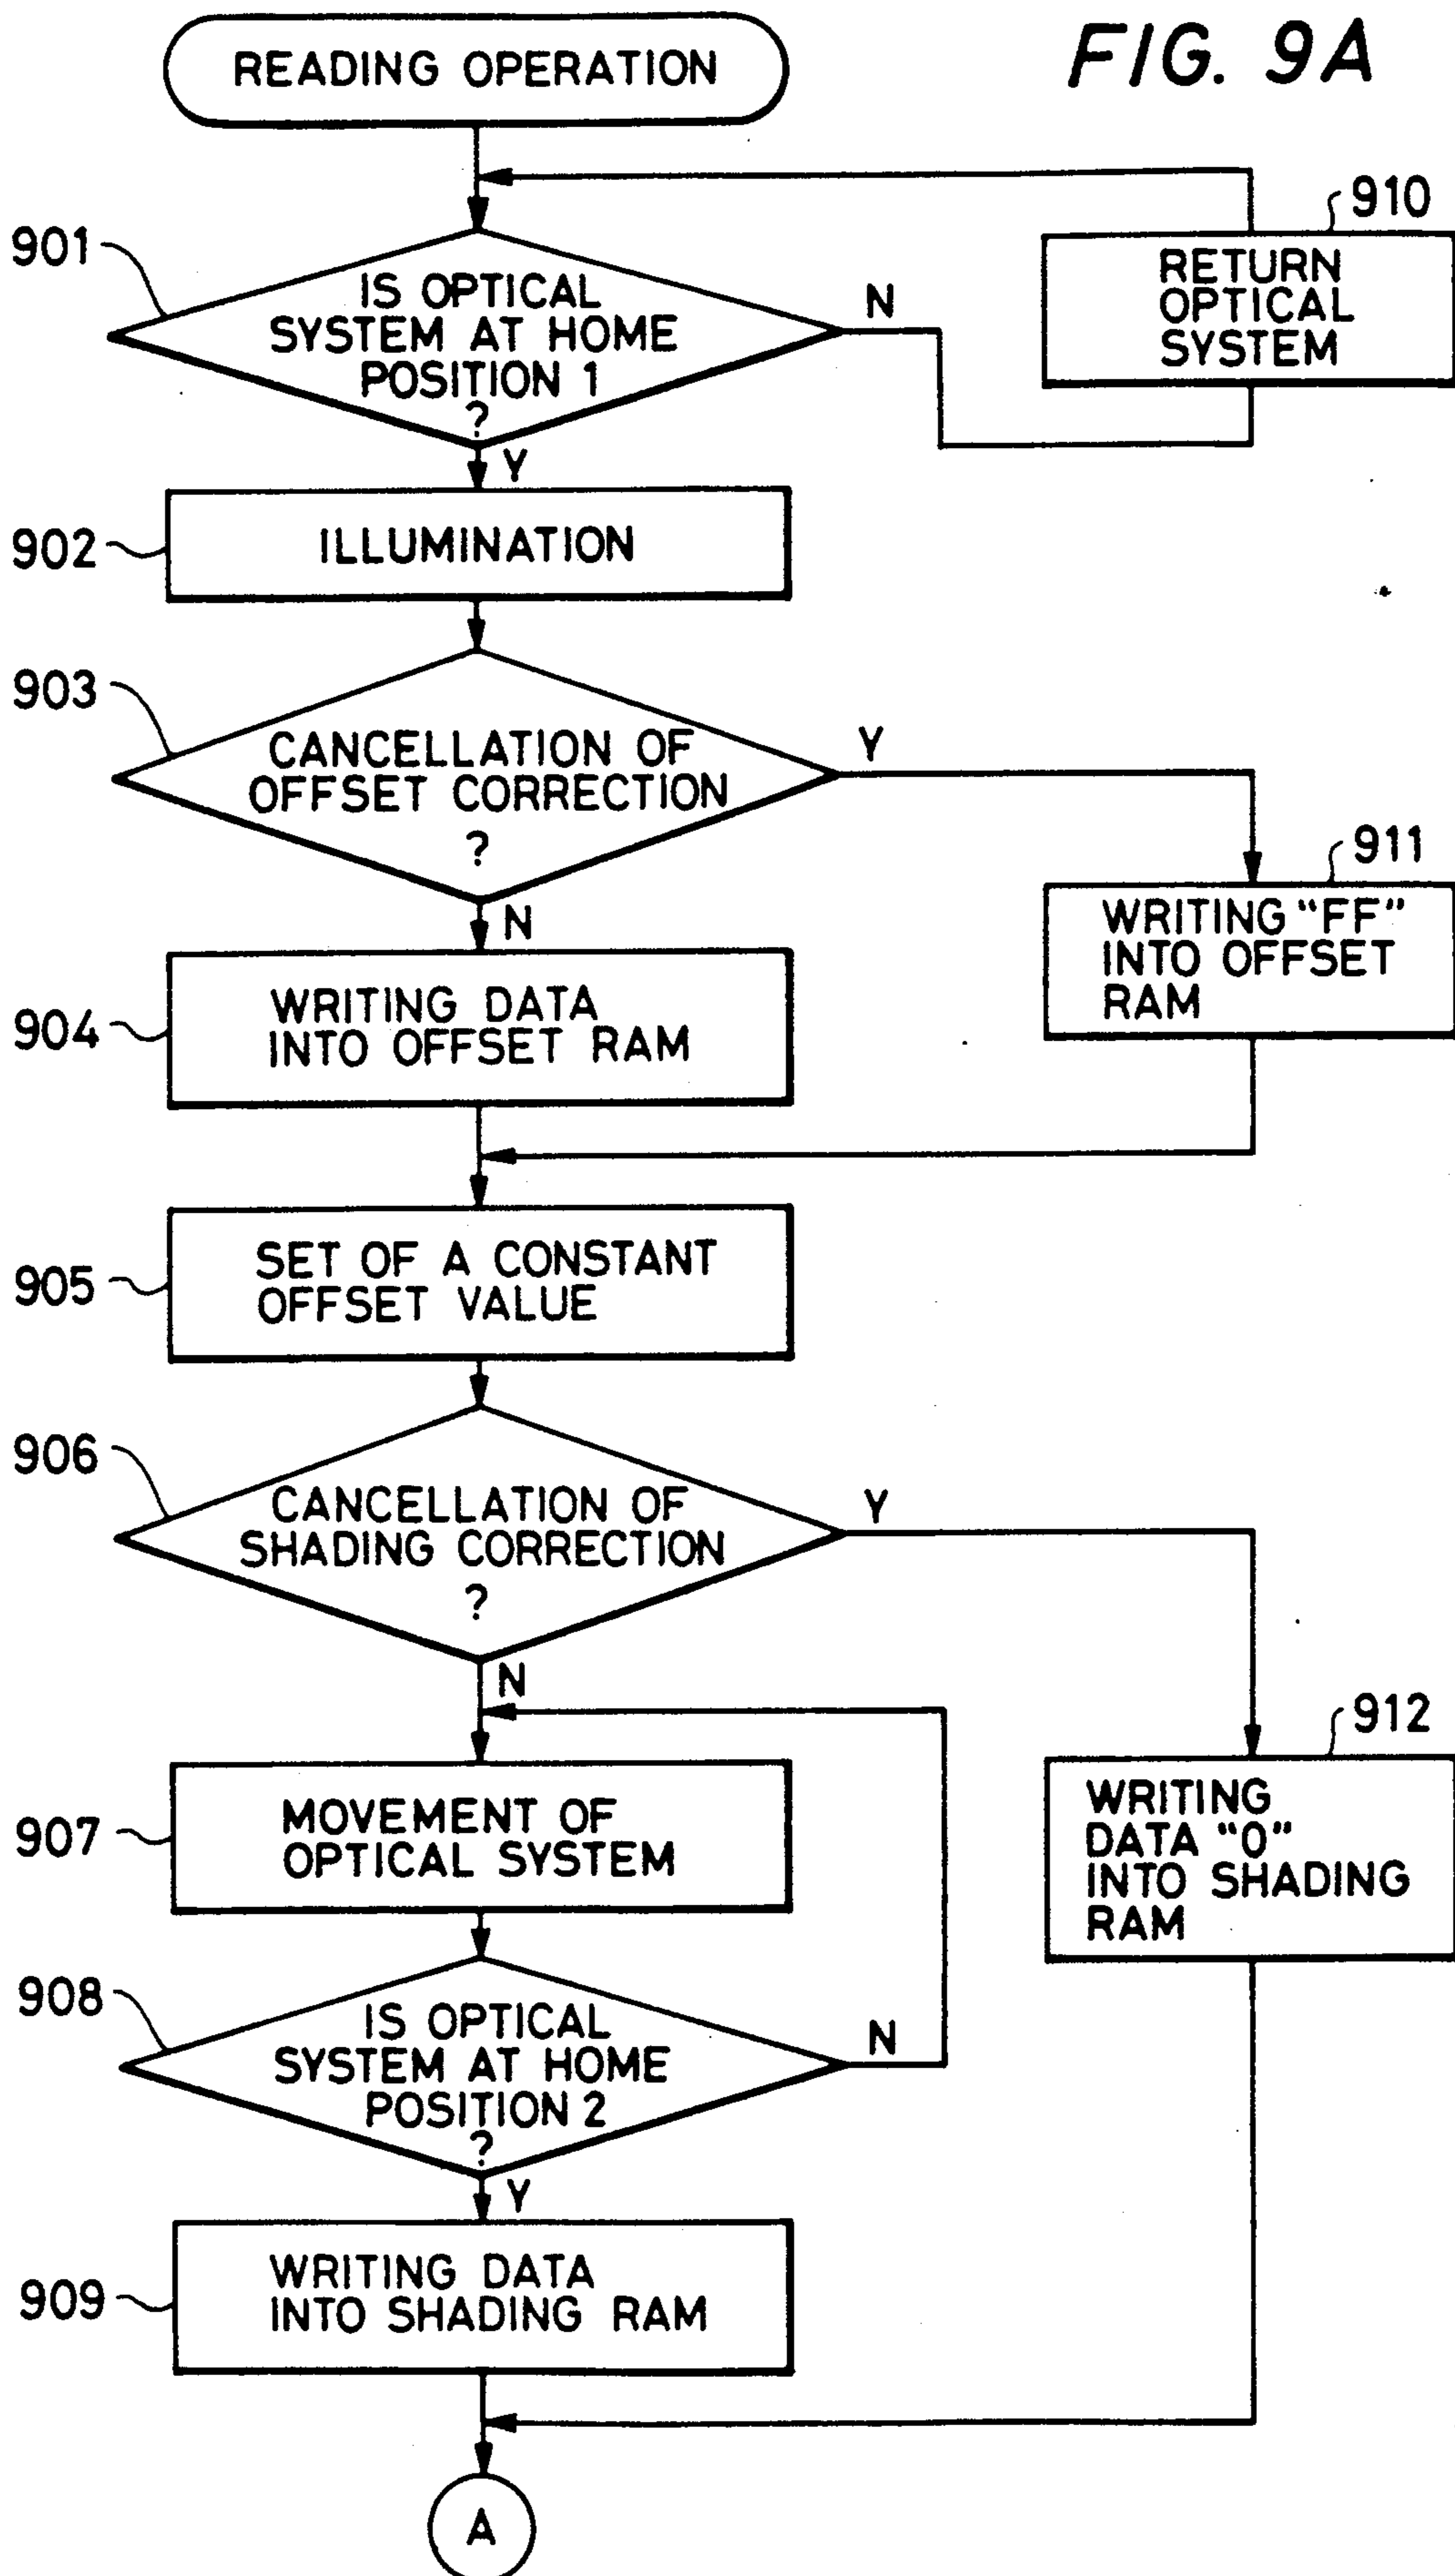 FIG. 9A
READING OPERATION
901
IS OPTICAL
SYSTEM AT HOME
POSITION 1
?
N
Y
910
RETURN
OPTICAL
SYSTEM
902
ILLUMINATION
903
CANCELLATION OF
OFFSET CORRECTION
?
Y
N
911
WRITING "FF"
INTO OFFSET
RAM
904
WRITING DATA
INTO OFFSET RAM
905
SET OF A CONSTANT
OFFSET VALUE
906
CANCELLATION OF
SHADING CORRECTION
?
Y
N
912
WRITING
DATA "0"
INTO SHADING
RAM
907
MOVEMENT OF
OPTICAL SYSTEM
908
IS OPTICAL
SYSTEM AT HOME
POSITION 2
?
N
Y
909
WRITING DATA
INTO SHADING RAM
A